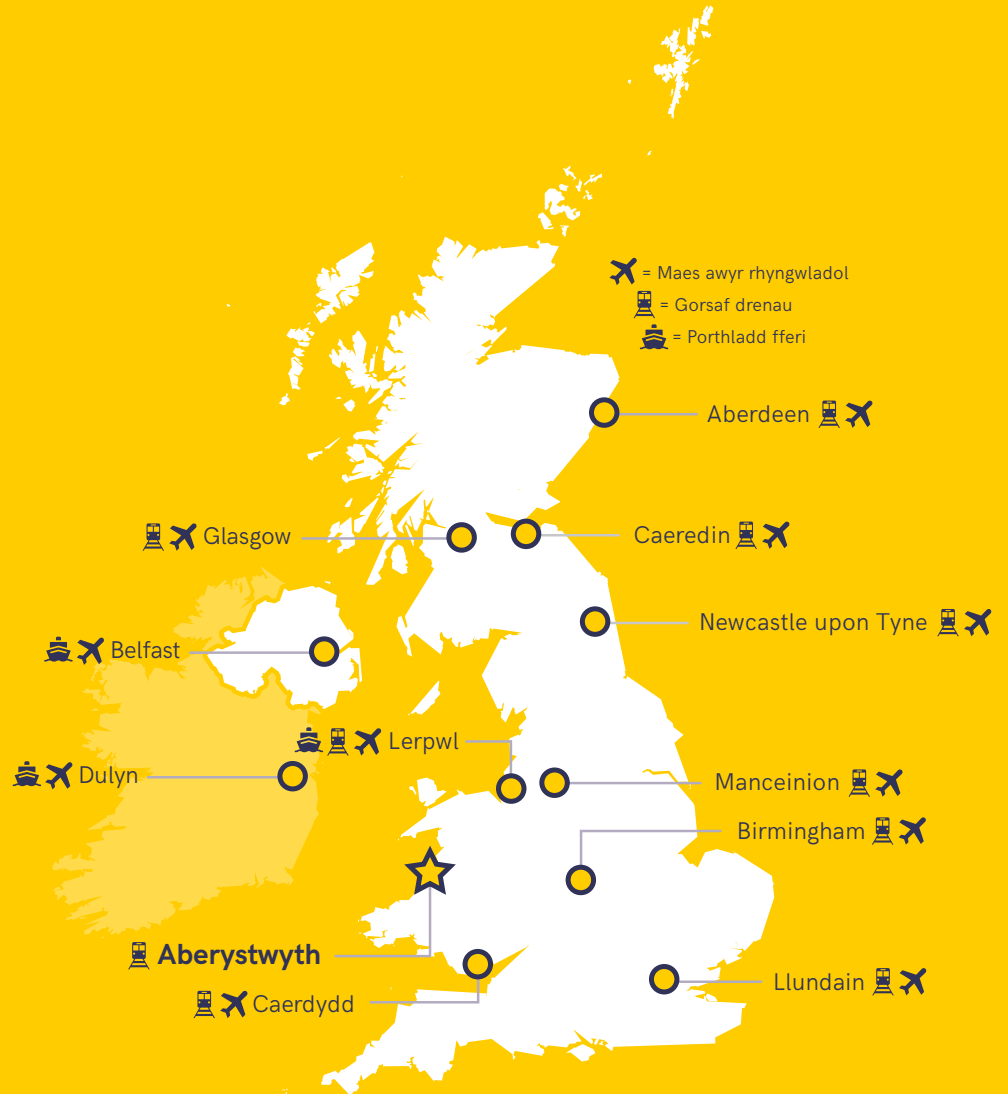 = Maes awyr rhyngwladol
= Gorsaf drenau
= Porthladd fferi
Aberdeen
Glasgow
Caeredin
Newcastle upon Tyne
Belfast
Lerpwl
Dulyn
Manceinion
Birmingham
Aberystwyth
Llundain
Caerdydd